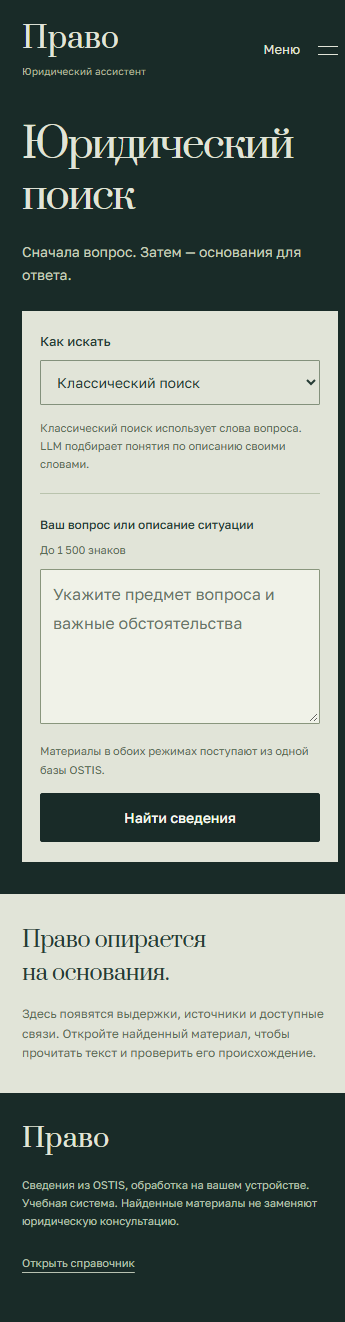 Право
Юридический ассистент
Меню
Юридический
поиск
Сначала вопрос. Затем — основания для
ответа.
Как искать
Классический поиск
Классический поиск использует слова вопроса.
LLM подбирает понятия по описанию своими
словами.
Ваш вопрос или описание ситуации
До 1 500 знаков
Укажите предмет вопроса и
важные обстоятельства
Материалы в обоих режимах поступают из одной
базы OSTIS.
Найти сведения
Право опирается
на основания.
Здесь появятся выдержки, источники и доступные
связи. Откройте найденный материал, чтобы
прочитать текст и проверить его происхождение.
Право
Сведения из OSTIS, обработка на вашем устройстве.
Учебная система. Найденные материалы не заменяют
юридическую консультацию.
Открыть справочник